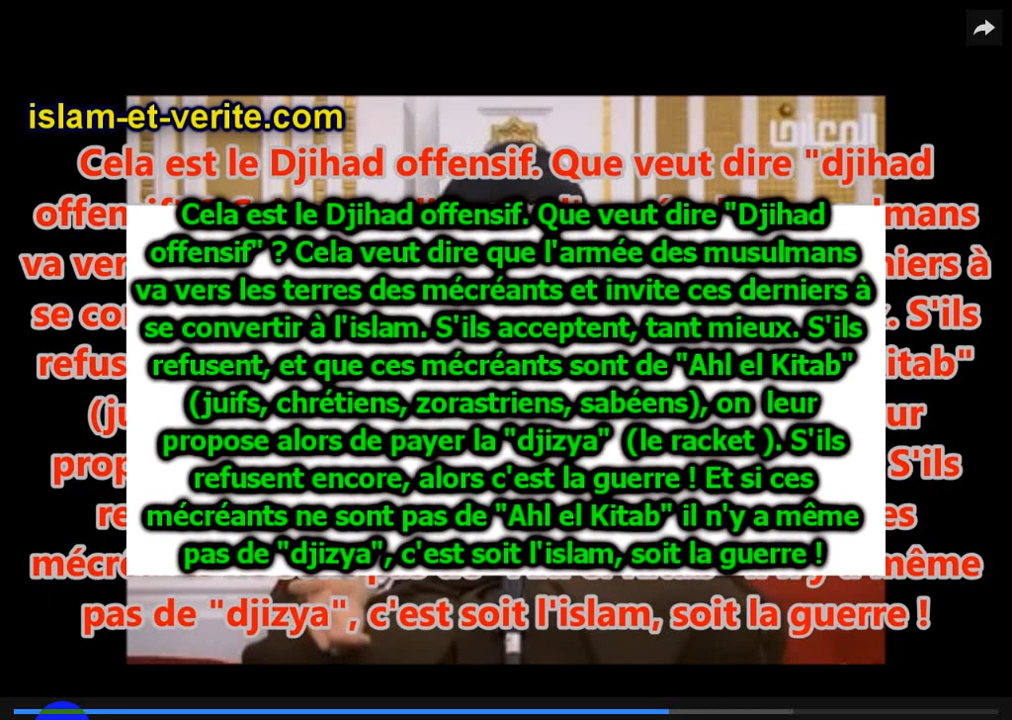 islam-et-verite.com
Cela est le Djihad offensif. Que veut dire "djihad
Cela est le Djihad offensif. Que veut dire "Djihad
offensif" ? Cela veut dire que l'armée des musulmans
va vers les terres des mécréants et invite ces derniers à
se convertir à l'islam. S'ils acceptent, tant mieux. S'ils
refusent, et que ces mécréants sont de "Ahl el Kitab"
(juifs, chrétiens, zorastriens, sabéens), on leur
propose alors de payer la "djizya" (le racket ). S'ils
refusent encore, alors c'est la guerre ! Et si ces
mécréants ne sont pas de "Ahl el Kitab" il n'y a même
pas de "djizya", c'est soit l'islam, soit la guerre !
pas de "djizya", c'est soit l'islam, soit la guerre !